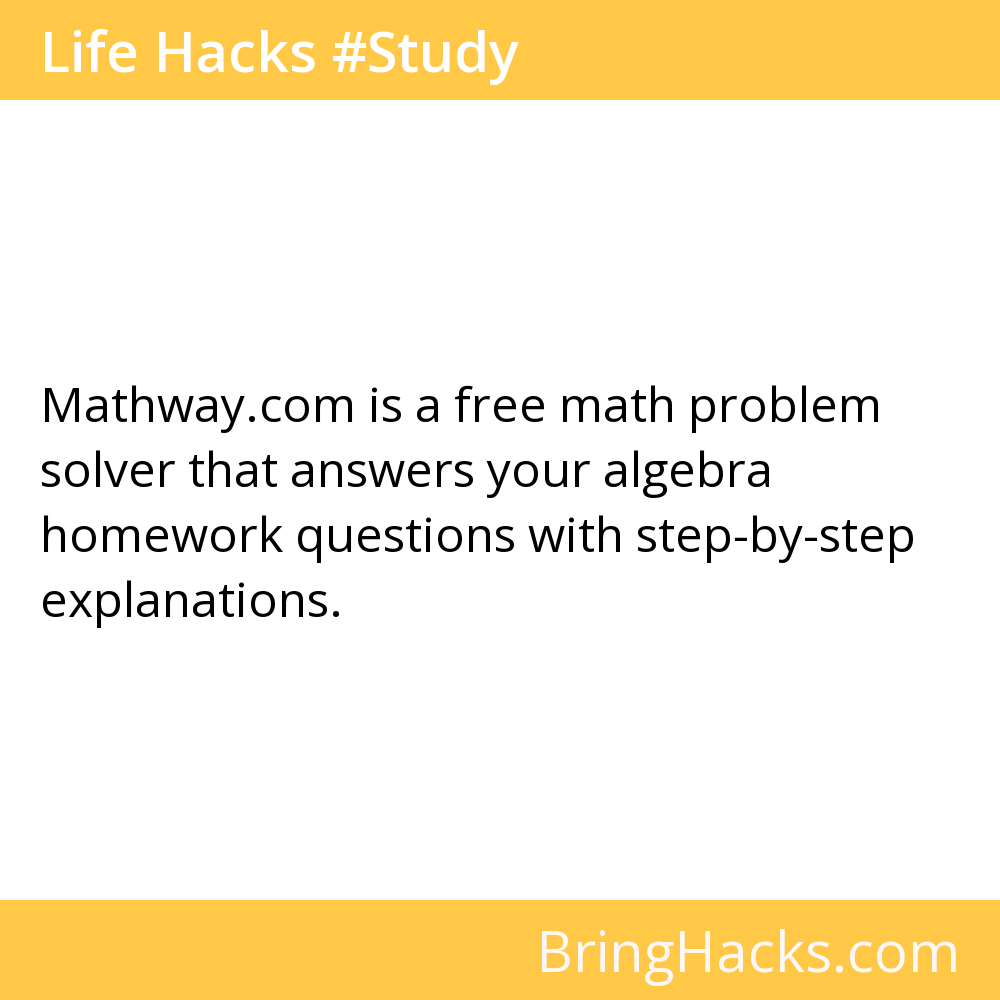 Life Hacks #Study
Mathway.com is a free math problem
solver that answers your algebra
homework questions with step-by-step
explanations.
BringHacks.com